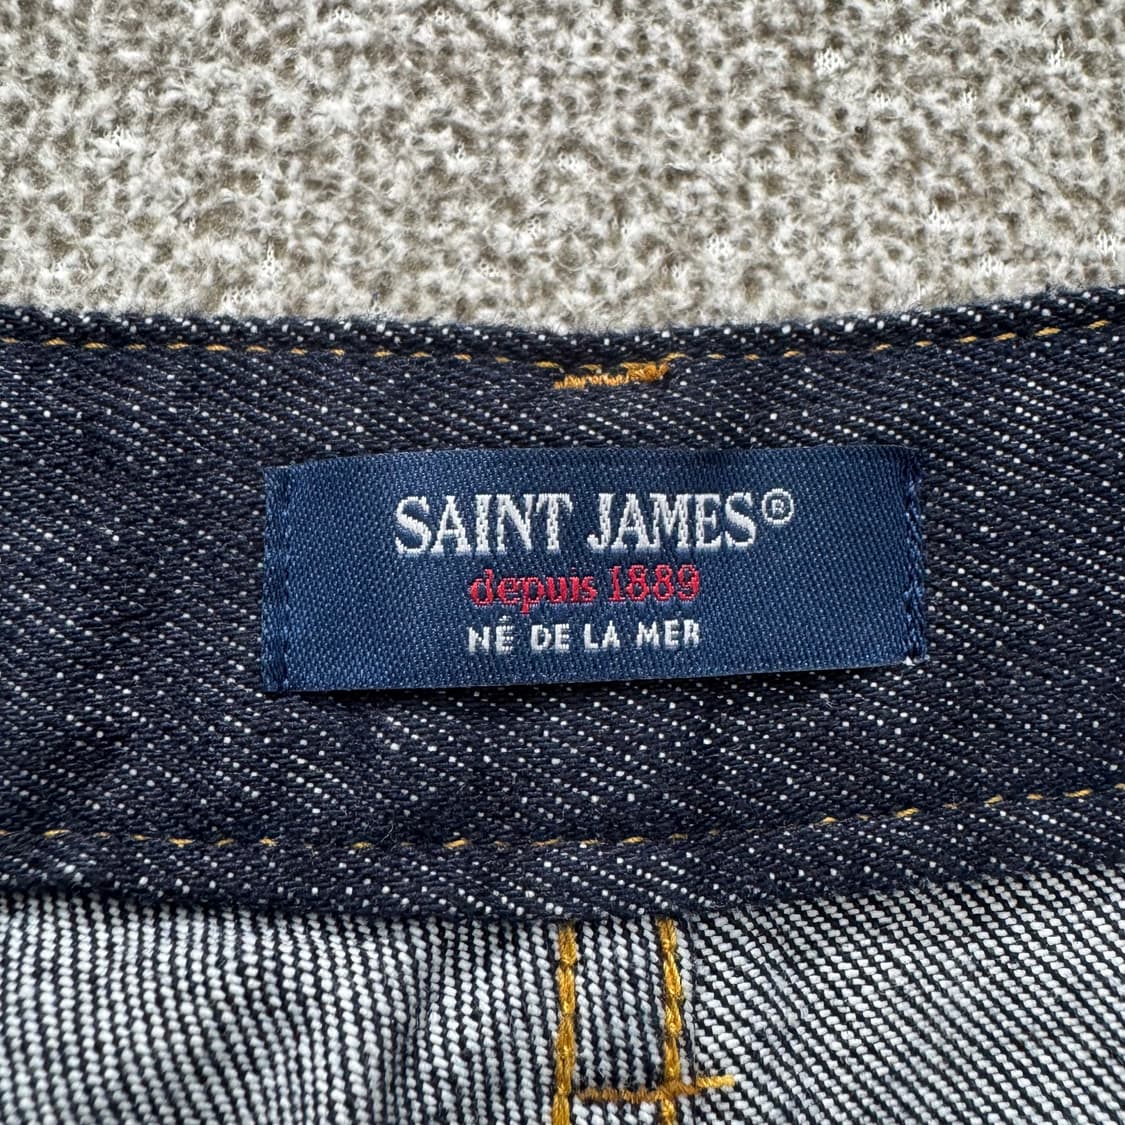 SAINT JAMES®
depuis 1889
NÉ DE LA MER